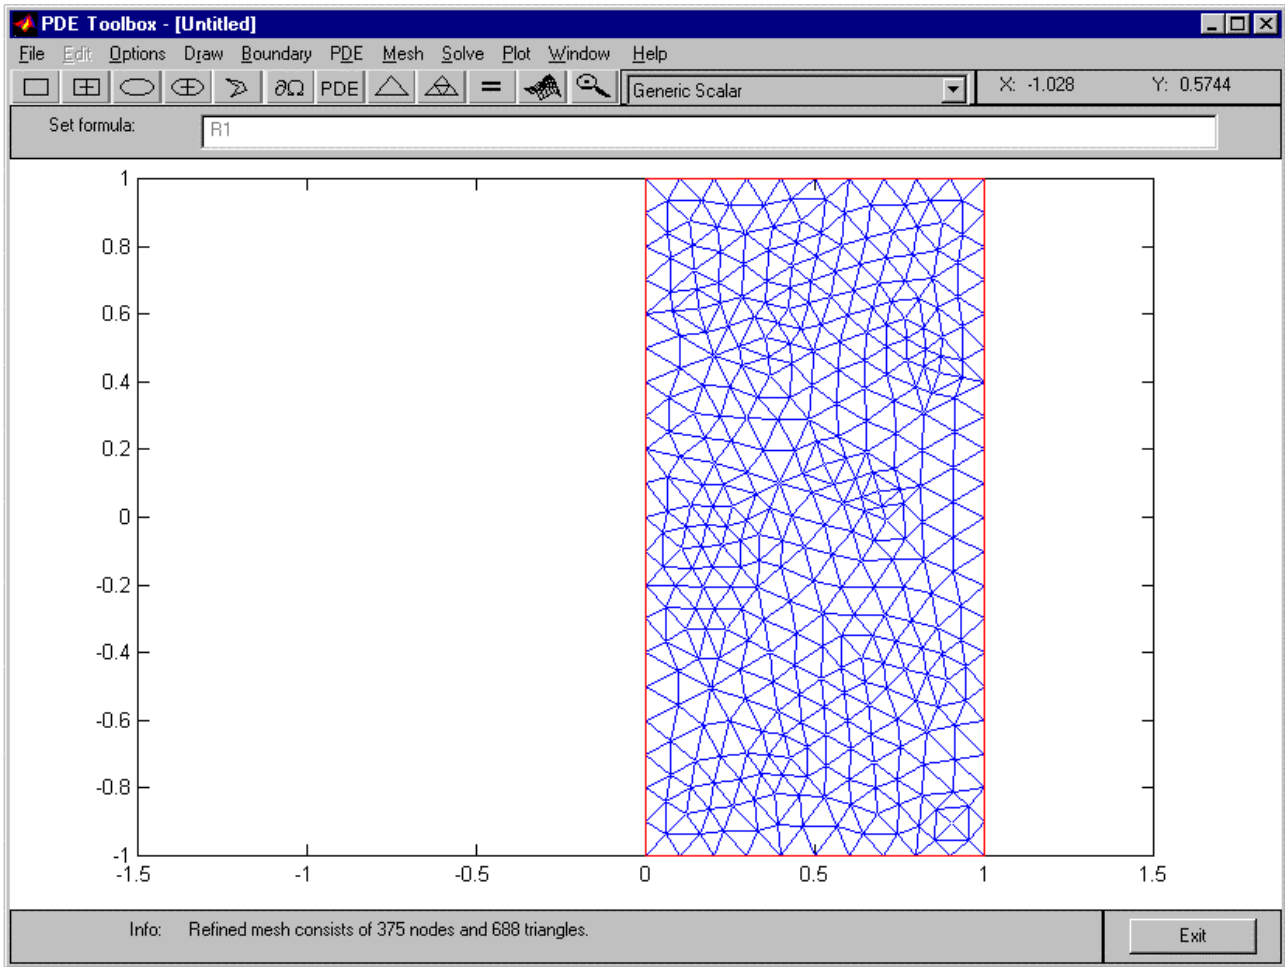 PDE Toolbox - [Untitled]
File Edit Options Draw Boundary PDE Mesh Solve Plot Window Help
∂Ω PDE = Generic Scalar X: -1.028 Y: 0.5744
Set formula: R1
1
0.8
0.6
0.4
0.2
0
-0.2
-0.4
-0.6
-0.8
-1
-1.5 -1 -0.5 0 0.5 1 1.5
Info: Refined mesh consists of 375 nodes and 688 triangles.
Exit